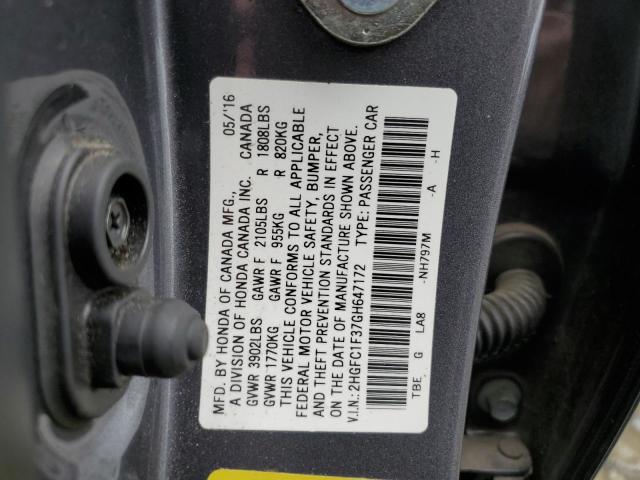 MFD. BY HONDA OF CANADA MFG., 05/16
A DIVISION OF HONDA CANADA INC. CANADA
GVWR 3902LBS GAWR F 2105LBS R 1808LBS
GVWR 1770KG GAWR F 955KG R 820KG
THIS VEHICLE CONFORMS TO ALL APPLICABLE
FEDERAL MOTOR VEHICLE SAFETY, BUMPER,
AND THEFT PREVENTION STANDARDS IN EFFECT
ON THE DATE OF MANUFACTURE SHOWN ABOVE.
V.I.N.: 2HGFC1F37GH647172 TYPE: PASSENGER CAR
TBE G LA8 -NH797M -A -H